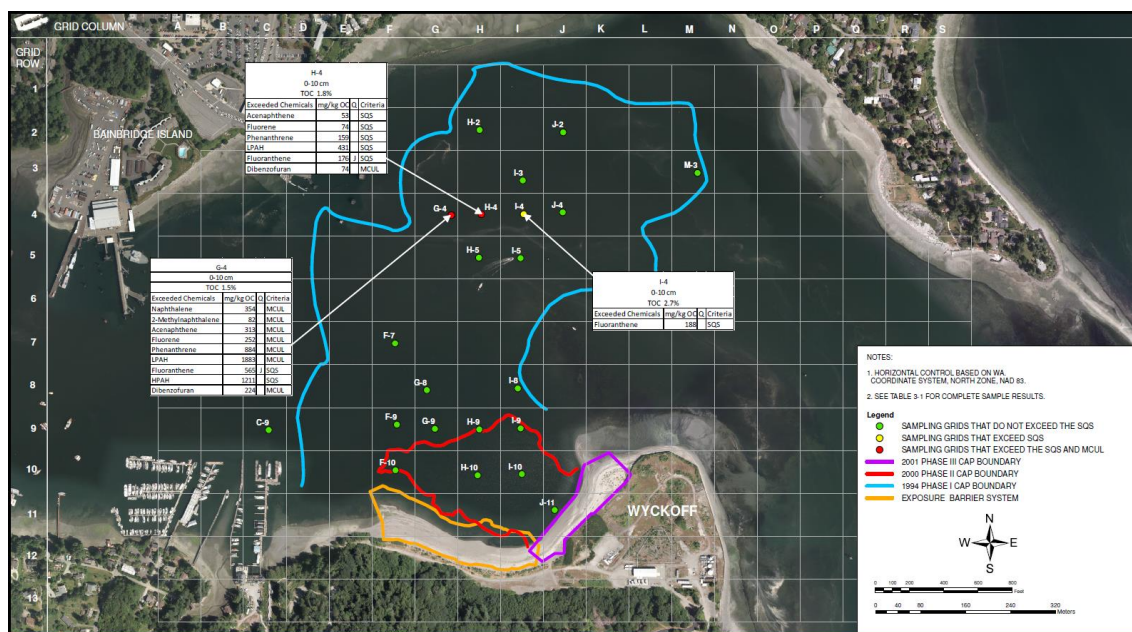 GRID COLUMN A B C D E F G H I J K L M N O P Q R S
GRID
ROW
1
2
3
4
5
6
7
8
9
10
11
12
13
BAINBRIDGE ISLAND
H-4
0-10 cm
TOC 1.8%
Exceeded Chemicals mg/kg OC Q Criteria
Acenaphthene 53 SQS
Fluorene 74 SQS
Phenanthrene 159 SQS
LPAH 431 SQS
Fluoranthene 176 J SQS
Dibenzofuran 74 MCUL
H-2
J-2
M-3
I-3
G-4
H-4
I-4
J-4
H-5
I-5
G-4
0-10 cm
TOC 1.5%
Exceeded Chemicals mg/kg OC Q Criteria
Naphthalene 354 MCUL
2-Methylnaphthalene 82 MCUL
Acenaphthene 313 MCUL
Fluorene 252 MCUL
Phenanthrene 884 MCUL
LPAH 1883 MCUL
Fluoranthene 565 J SQS
HPAH 1211 SQS
Dibenzofuran 224 MCUL
I-4
0-10 cm
TOC 2.7%
Exceeded Chemicals mg/kg OC Q Criteria
Fluoranthene 188 SQS
F-7
G-8
I-8
C-9
F-9
G-9
H-9
I-9
F-10
H-10
I-10
J-11
WYCKOFF
NOTES:
1. HORIZONTAL CONTROL BASED ON WA.
COORDINATE SYSTEM, NORTH ZONE, NAD 83.
2. SEE TABLE 3-1 FOR COMPLETE SAMPLE RESULTS.
Legend
SAMPLING GRIDS THAT DO NOT EXCEED THE SQS
SAMPLING GRIDS THAT EXCEED SQS
SAMPLING GRIDS THAT EXCEED THE SQS AND MCUL
2001 PHASE III CAP BOUNDARY
2000 PHASE II CAP BOUNDARY
1994 PHASE I CAP BOUNDARY
EXPOSURE BARRIER SYSTEM
N
W E
S
0 100 200 400 600 800
Feet
0 40 80 160 240 320
Meters